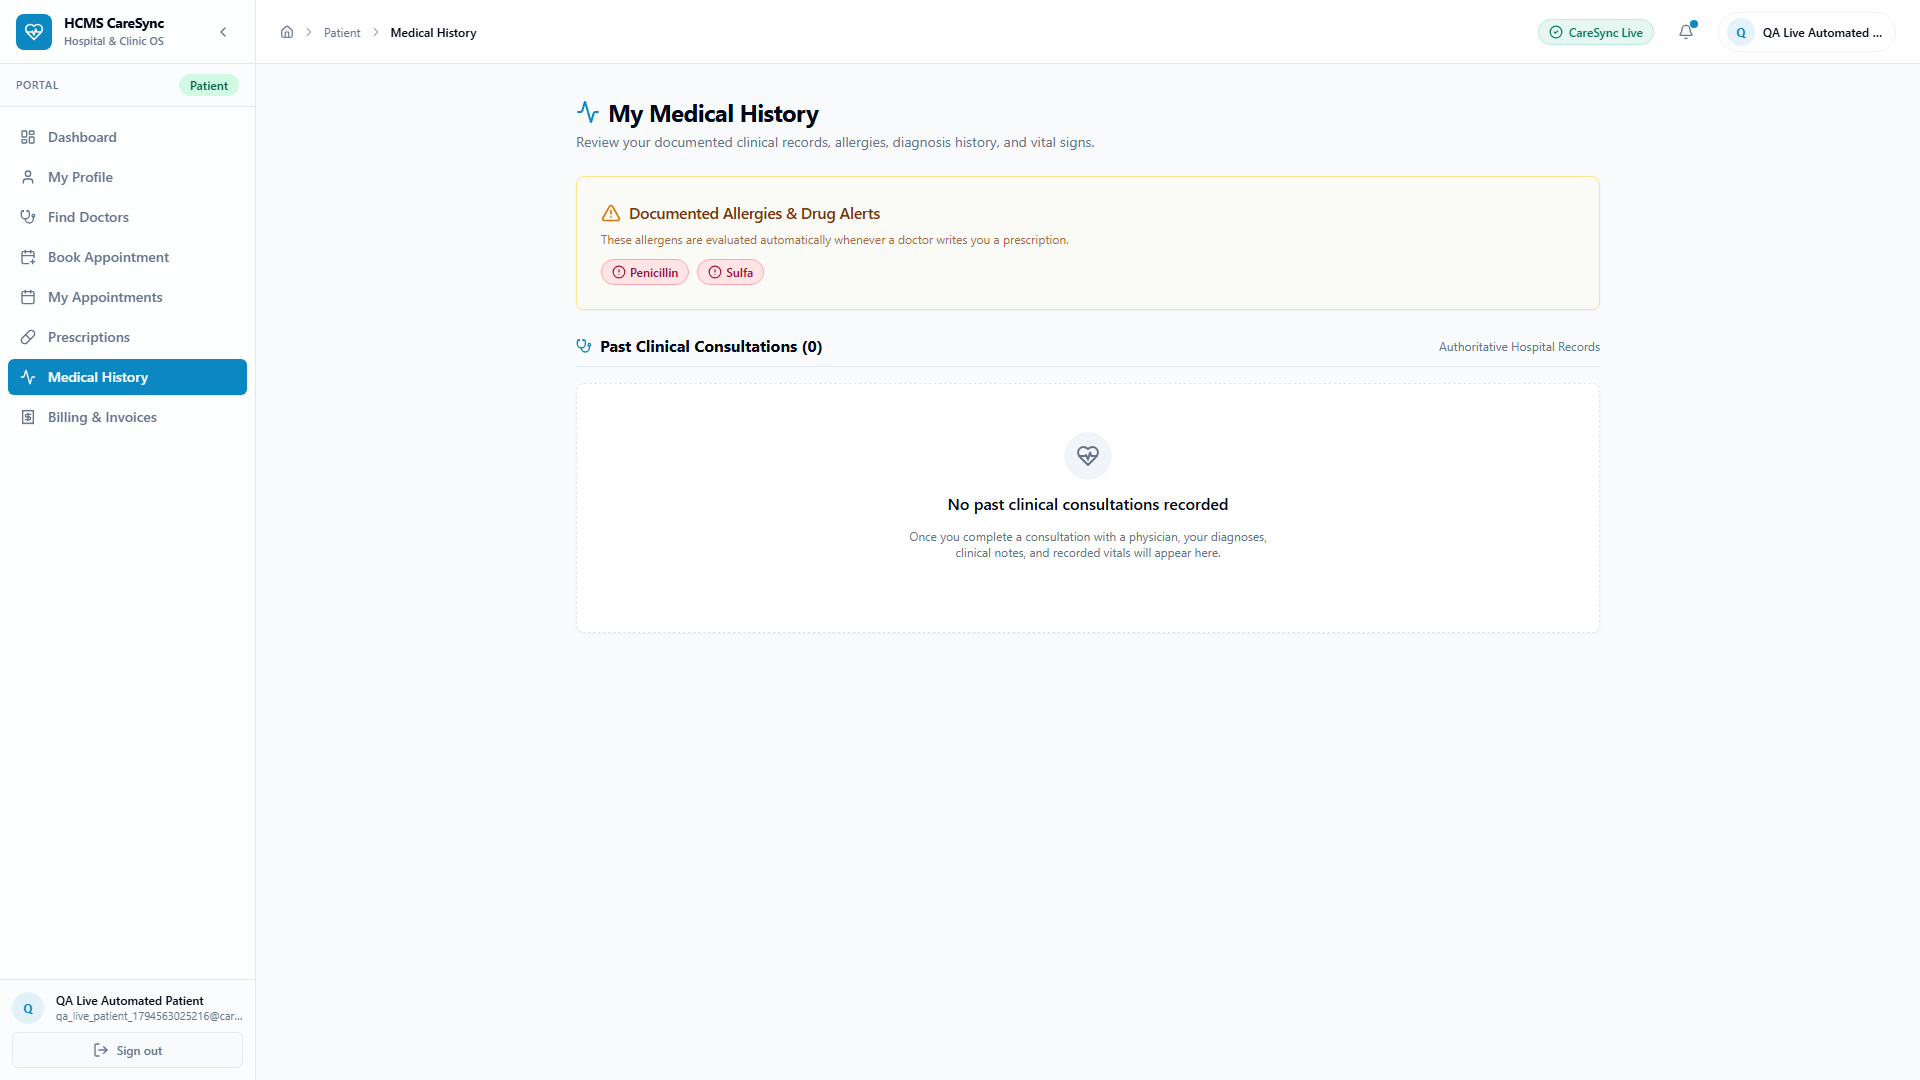 HCMS CareSync
Hospital & Clinic OS
PORTAL
Patient
Dashboard
My Profile
Find Doctors
Book Appointment
My Appointments
Prescriptions
Medical History
Billing & Invoices
QA Live Automated Patient
qa_live_patient_1794563025216@car...
Sign out
Patient
Medical History
CareSync Live
Q
QA Live Automated ...
My Medical History
Review your documented clinical records, allergies, diagnosis history, and vital signs.
Documented Allergies & Drug Alerts
These allergens are evaluated automatically whenever a doctor writes you a prescription.
Penicillin
Sulfa
Past Clinical Consultations (0)
Authoritative Hospital Records
No past clinical consultations recorded
Once you complete a consultation with a physician, your diagnoses,
clinical notes, and recorded vitals will appear here.
Q